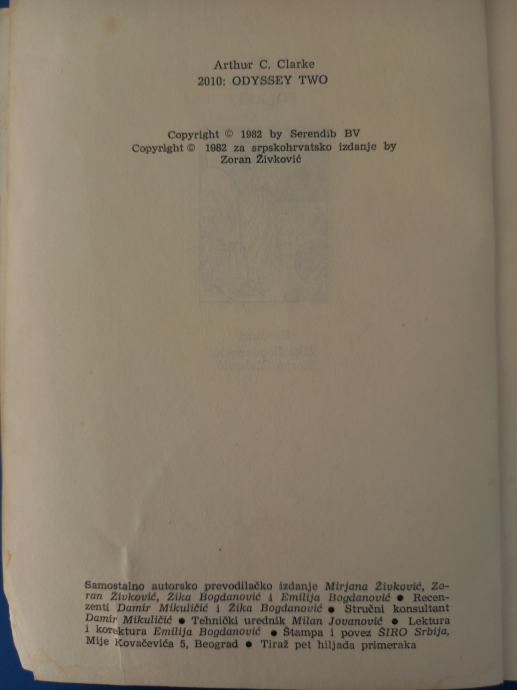 Arthur C. Clarke
2010: ODYSSEY TWO
Copyright © 1982 by Serendib BV
Copyright © 1982 za srpskohrvatsko izdanje by
Zoran Živković
Samostalno autorsko prevodilačko izdanje Mirjana Živković, Zo-
ran Živković, Žika Bogdanović i Emilija Bogdanović ● Recen-
zenti Damir Mikuličić i Žika Bogdanović ● Stručni konsultant
Damir Mikuličić ● Tehnički urednik Milan Jovanović ● Lektura
i korektura Emilija Bogdanović ● Štampa i povez ŠIRO Srbija,
Mije Kovačevića 5, Beograd ● Tiraž pet hiljada primeraka